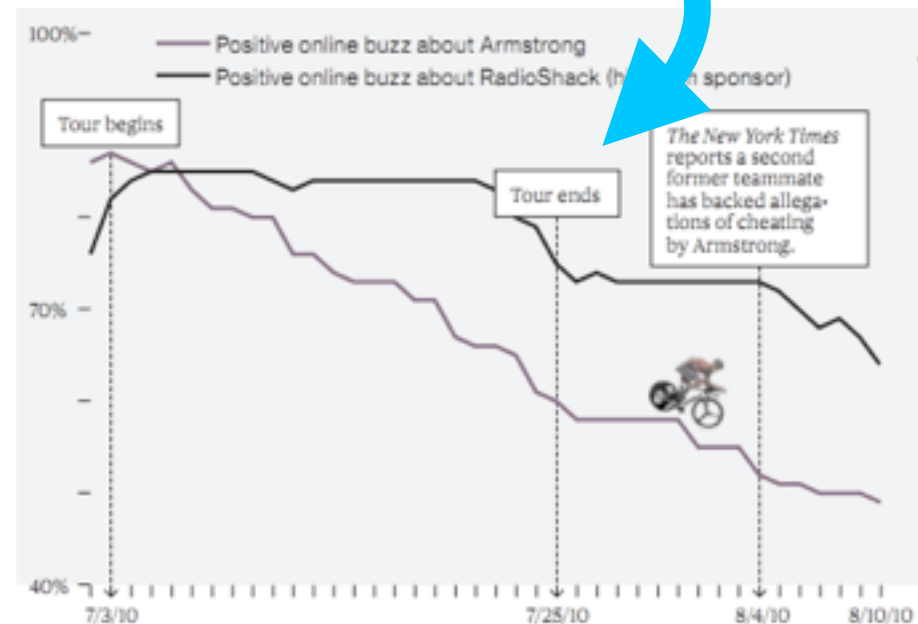 100%
Positive online buzz about Armstrong
Positive online buzz about RadioShack (h sponsor)
Tour begins
The New York Times
reports a second
former teammate
has backed allega-
tions of cheating
by Armstrong.
Tour ends
70%
40%
7/3/10
7/25/10
8/4/10
8/10/10